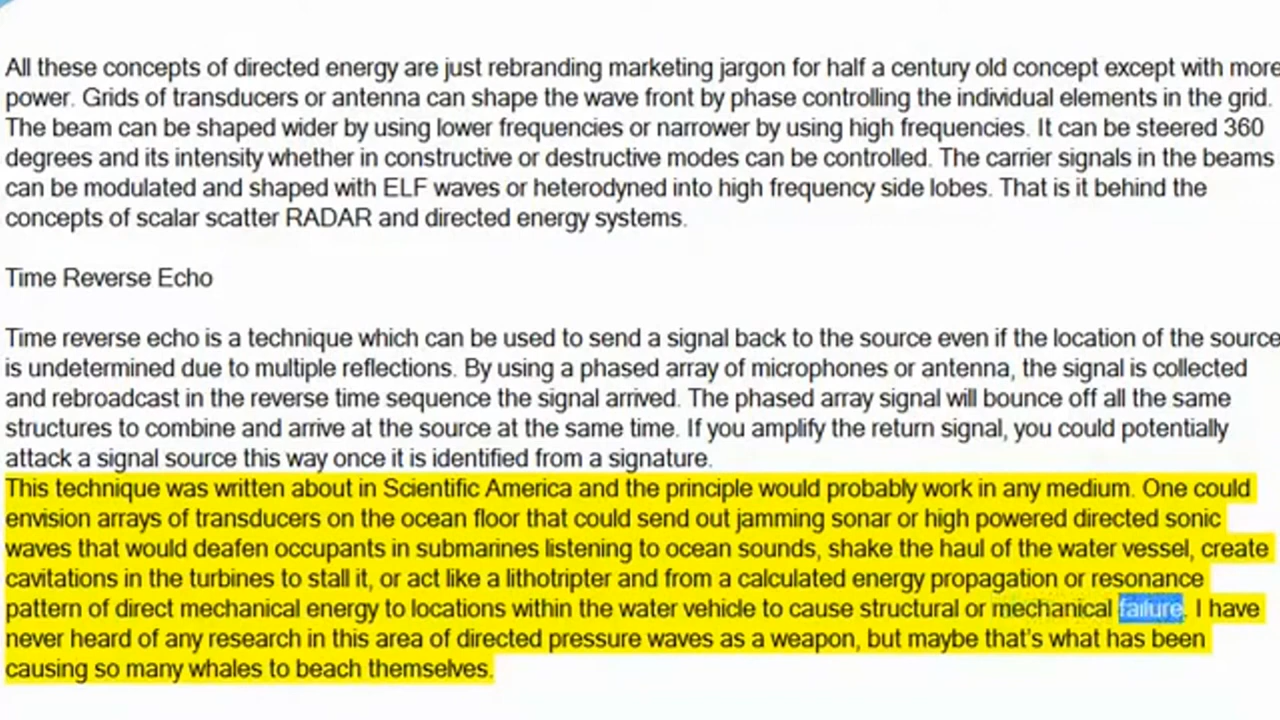 All these concepts of directed energy are just rebranding marketing jargon for half a century old concept except with more
power. Grids of transducers or antenna can shape the wave front by phase controlling the individual elements in the grid.
The beam can be shaped wider by using lower frequencies or narrower by using high frequencies. It can be steered 360
degrees and its intensity whether in constructive or destructive modes can be controlled. The carrier signals in the beams
can be modulated and shaped with ELF waves or heterodyned into high frequency side lobes. That is it behind the
concepts of scalar scatter RADAR and directed energy systems.
Time Reverse Echo
Time reverse echo is a technique which can be used to send a signal back to the source even if the location of the source
is undetermined due to multiple reflections. By using a phased array of microphones or antenna, the signal is collected
and rebroadcast in the reverse time sequence the signal arrived. The phased array signal will bounce off all the same
structures to combine and arrive at the source at the same time. If you amplify the return signal, you could potentially
attack a signal source this way once it is identified from a signature.
This technique was written about in Scientific America and the principle would probably work in any medium. One could
envision arrays of transducers on the ocean floor that could send out jamming sonar or high powered directed sonic
waves that would deafen occupants in submarines listening to ocean sounds, shake the haul of the water vessel, create
cavitations in the turbines to stall it, or act like a lithotripter and from a calculated energy propagation or resonance
pattern of direct mechanical energy to locations within the water vehicle to cause structural or mechanical failure. I have
never heard of any research in this area of directed pressure waves as a weapon, but maybe that's what has been
causing so many whales to beach themselves.